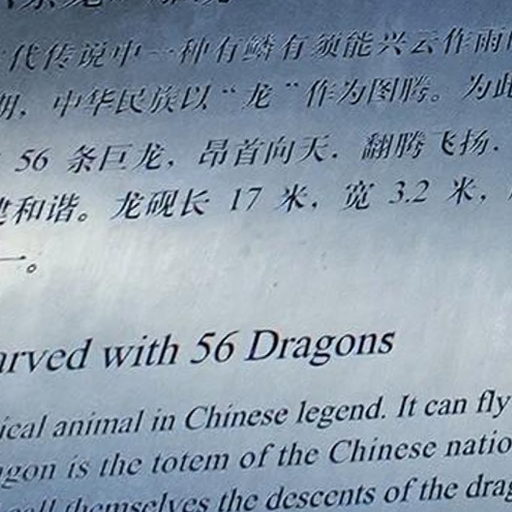 代传说中一种有鳞有须能兴云作雨
明，中华民族以“龙”作为图腾。为此
56 条巨龙，昂首向天，翻腾飞扬．
和谐。龙砚长 17 米，宽 3.2 米，
一。
arved with 56 Dragons
ical animal in Chinese legend. It can fly
agon is the totem of the Chinese natio
call themselves the descents of the drag